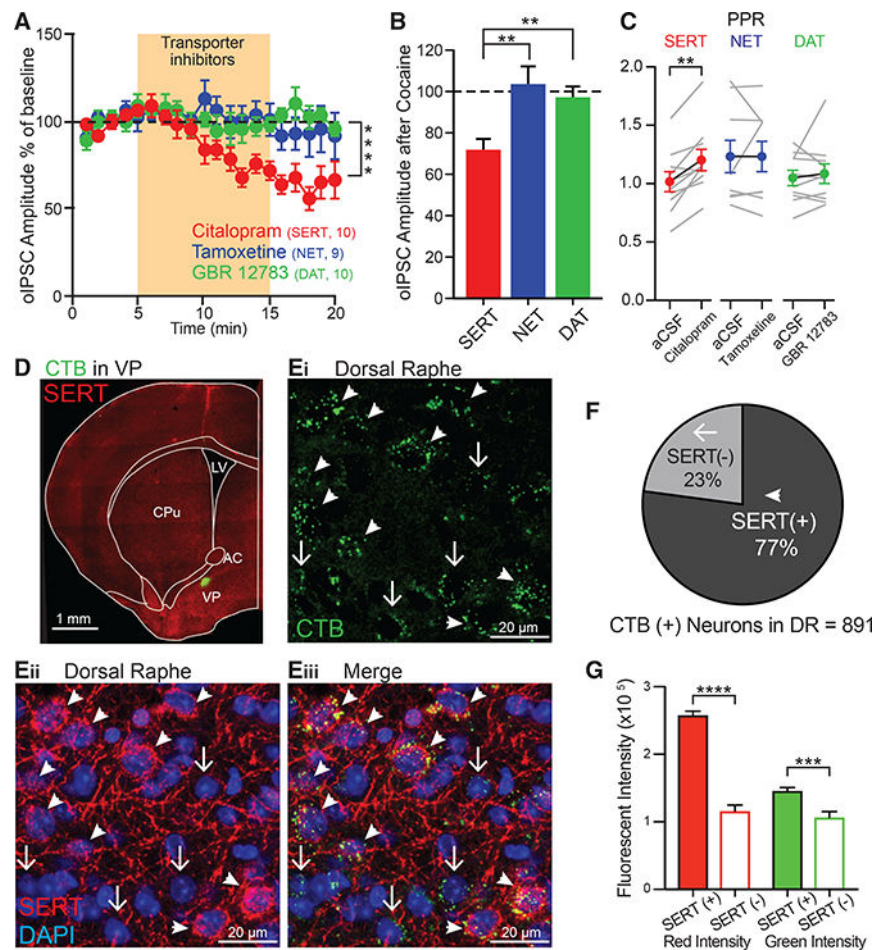 A
Transporter
inhibitors
oIPSC Amplitude % of baseline
150
100
50
0
0
5
10
15
20
Time (min)
****
Citalopram (SERT, 10)
Tamoxetine (NET, 9)
GBR 12783 (DAT, 10)
B
oIPSC Amplitude after Cocaine
120
100
80
60
40
20
0
**
**
SERT
NET
DAT
C
PPR
SERT
NET
DAT
**
2.0
1.5
1.0
0.5
0.0
aCSF
Citalopram
aCSF
Tamoxetine
aCSF
GBR 12783
D
CTB in VP
SERT
LV
CPu
AC
VP
1 mm
Ei Dorsal Raphe
CTB
20 µm
F
SERT(-)
23%
SERT(+)
77%
CTB (+) Neurons in DR = 891
Eii Dorsal Raphe
SERT
DAPI
20 µm
Eiii Merge
20 µm
G
Fluorescent Intensity (x10 5)
3
2
1
0
****
***
SERT (+)
SERT (-)
SERT (+)
SERT (-)
Red Intensity
Green Intensity